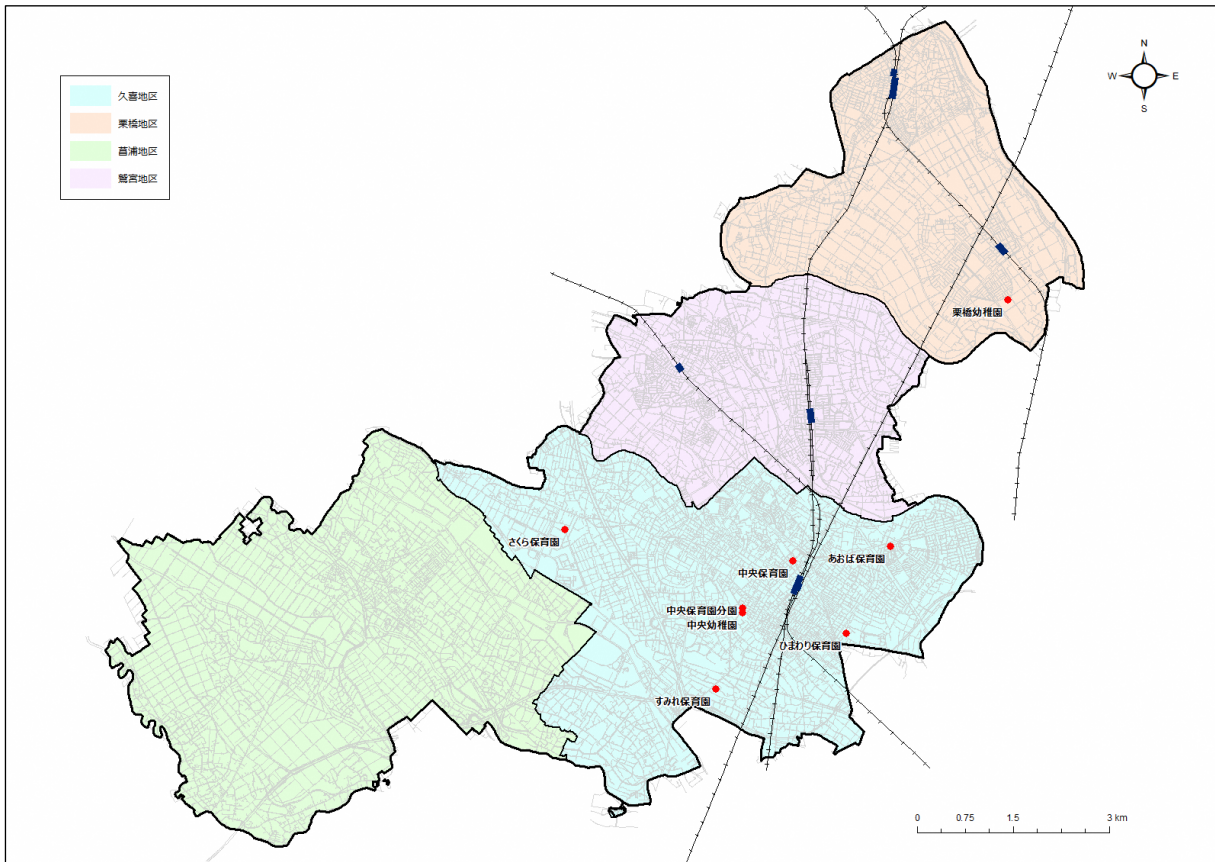 久喜地区
栗橋地区
菖蒲地区
鷲宮地区
N
W
E
S
栗橋幼稚園
さくら保育園
あおば保育園
中央保育園
中央保育園分園
中央幼稚園
ひまわり保育園
すみれ保育園
0 0.75 1.5 3 km